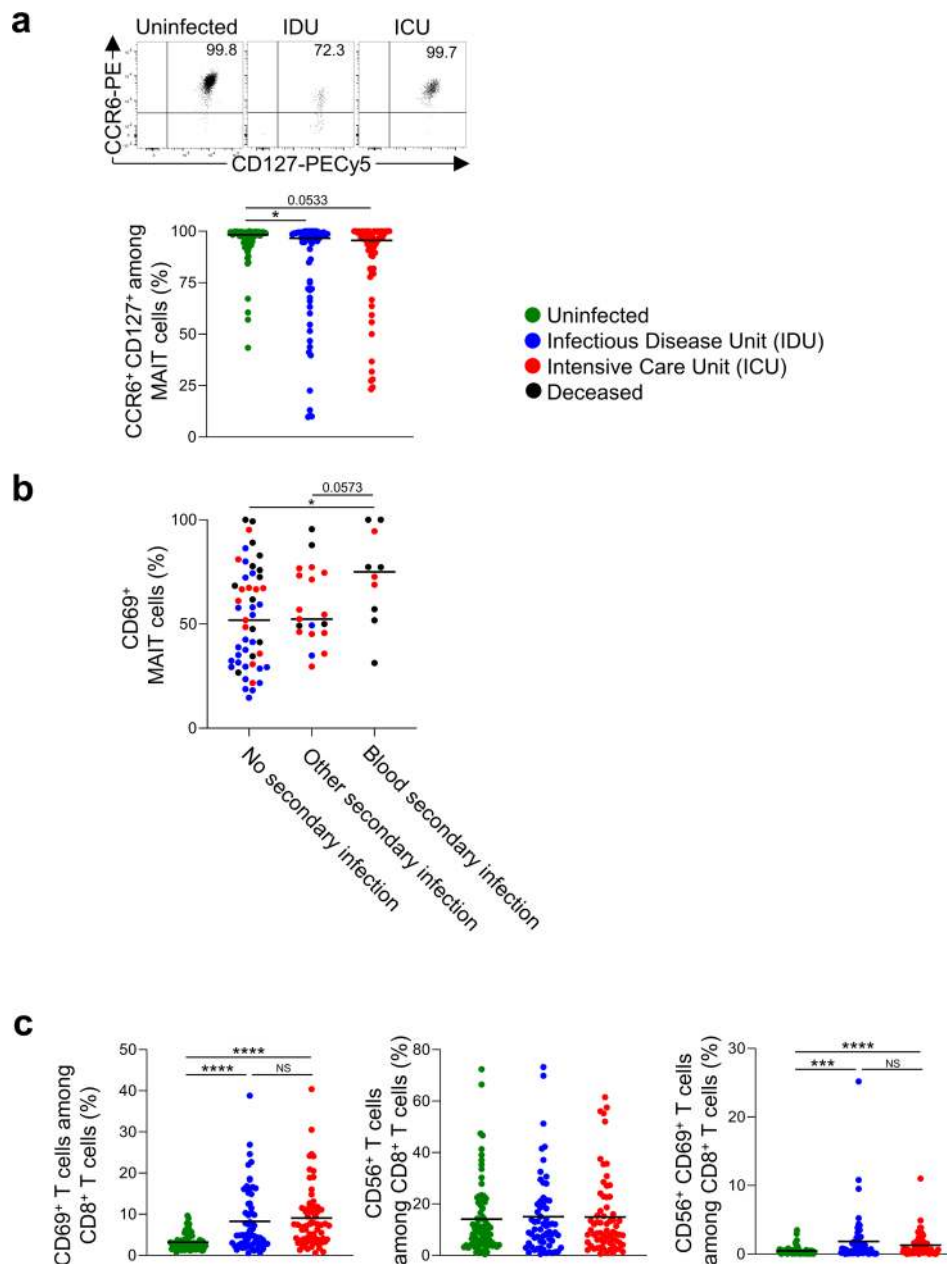 a
Uninfected IDU ICU
99.8 72.3 99.7
CCR6-PE
CD127-PECy5
0.0533
*
CCR6+ CD127+ among
MAIT cells (%)
100
75
50
25
0
Uninfected
Infectious Disease Unit (IDU)
Intensive Care Unit (ICU)
Deceased
b
0.0573
*
CD69+
MAIT cells (%)
100
50
0
No secondary infection
Other secondary infection
Blood secondary infection
c
CD69+ T cells among
CD8+ T cells (%)
50
40
30
20
10
0
****
**** NS
CD56+ T cells
among CD8+ T cells (%)
80
60
40
20
0
CD56+ CD69+ T cells
among CD8+ T cells (%)
30
20
10
0
****
*** NS